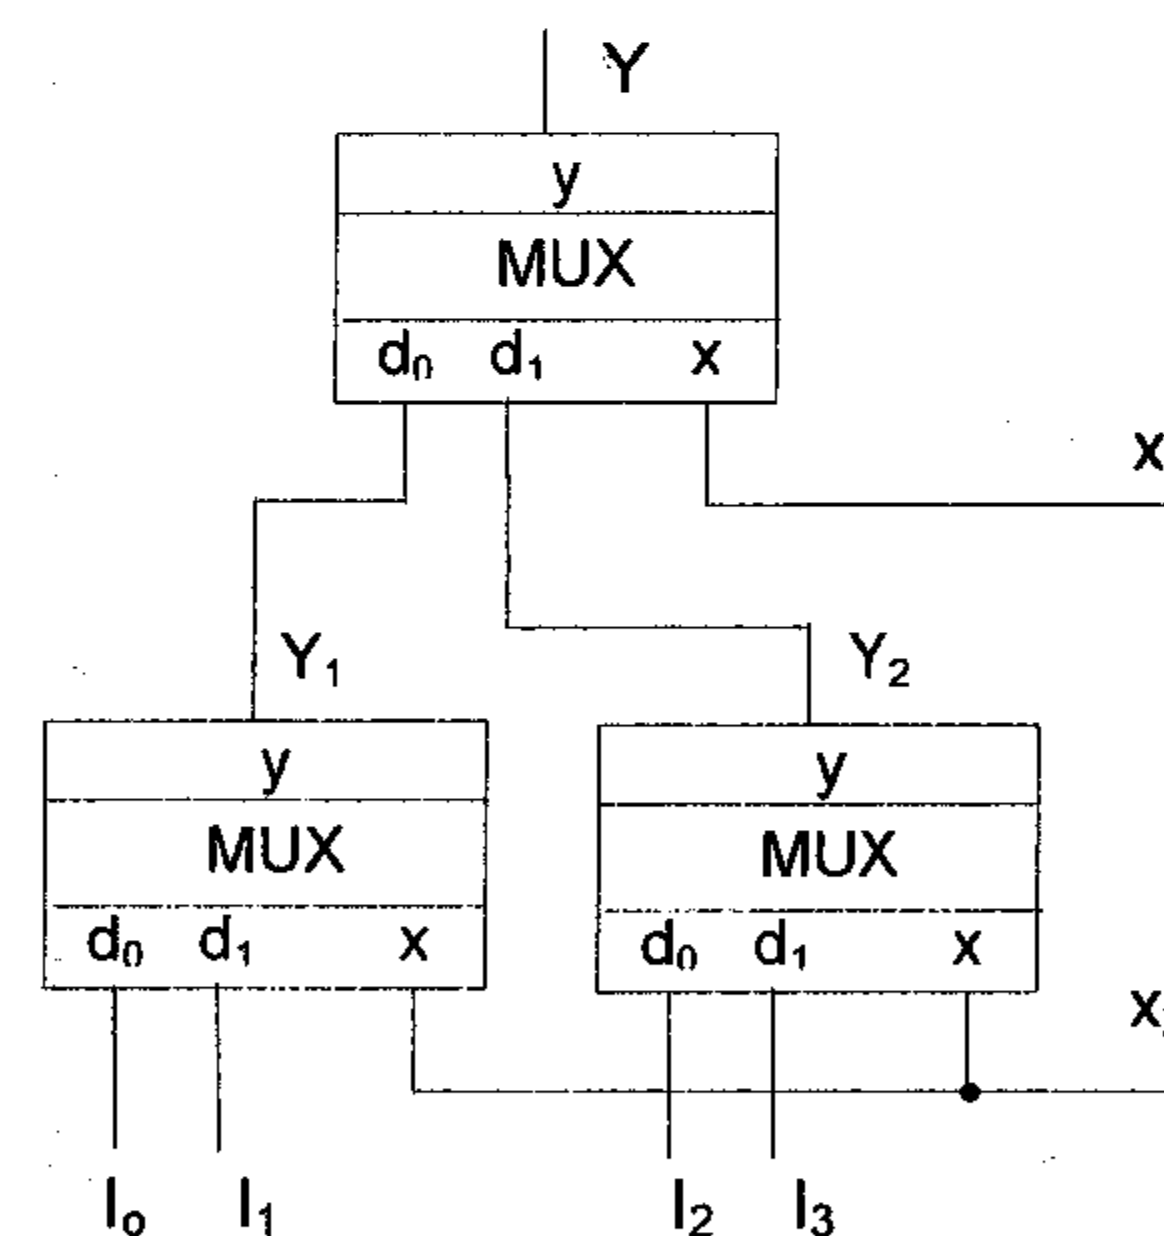 Y
y
MUX
d₀ d₁ x
x
Y₁ Y₂
y y
MUX MUX
d₀ d₁ x d₀ d₁ x
x
I₀ I₁ I₂ I₃